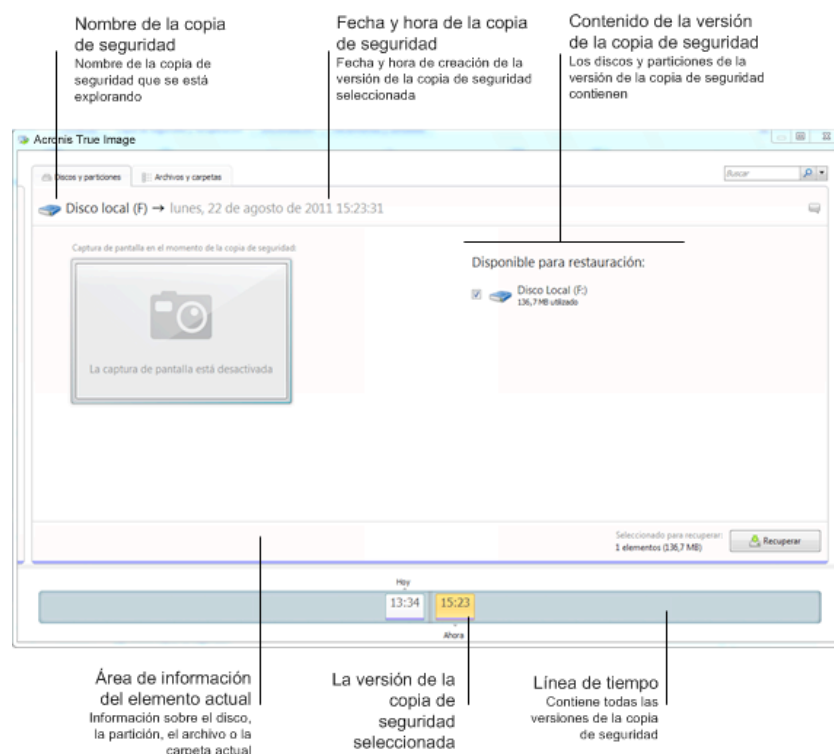 Nombre de la copia
de seguridad
Nombre de la copia de
seguridad que se está
explorando
Fecha y hora de la copia
de seguridad
Fecha y hora de creación de la
versión de la copia de seguridad
seleccionada
Contenido de la versión
de la copia de seguridad
Los discos y particiones de la
versión de la copia de seguridad
contienen
Acronis True Image
Discos y particiones
Archivos y carpetas
Buscar
Disco local (F) → lunes, 22 de agosto de 2011 15:23:31
Captura de pantalla en el momento de la copia de seguridad:
La captura de pantalla está desactivada
Disponible para restauración:
Disco Local (F:)
136,7 MB utilizado
Seleccionado para recuperar:
1 elementos (136,7 MB)
Recuperar
Hoy
13:34
15:23
Ahora
Área de información
del elemento actual
Información sobre el disco,
la partición, el archivo o la
carpeta actual
La versión de la
copia de
seguridad
seleccionada
Línea de tiempo
Contiene todas las
versiones de la copia
de seguridad